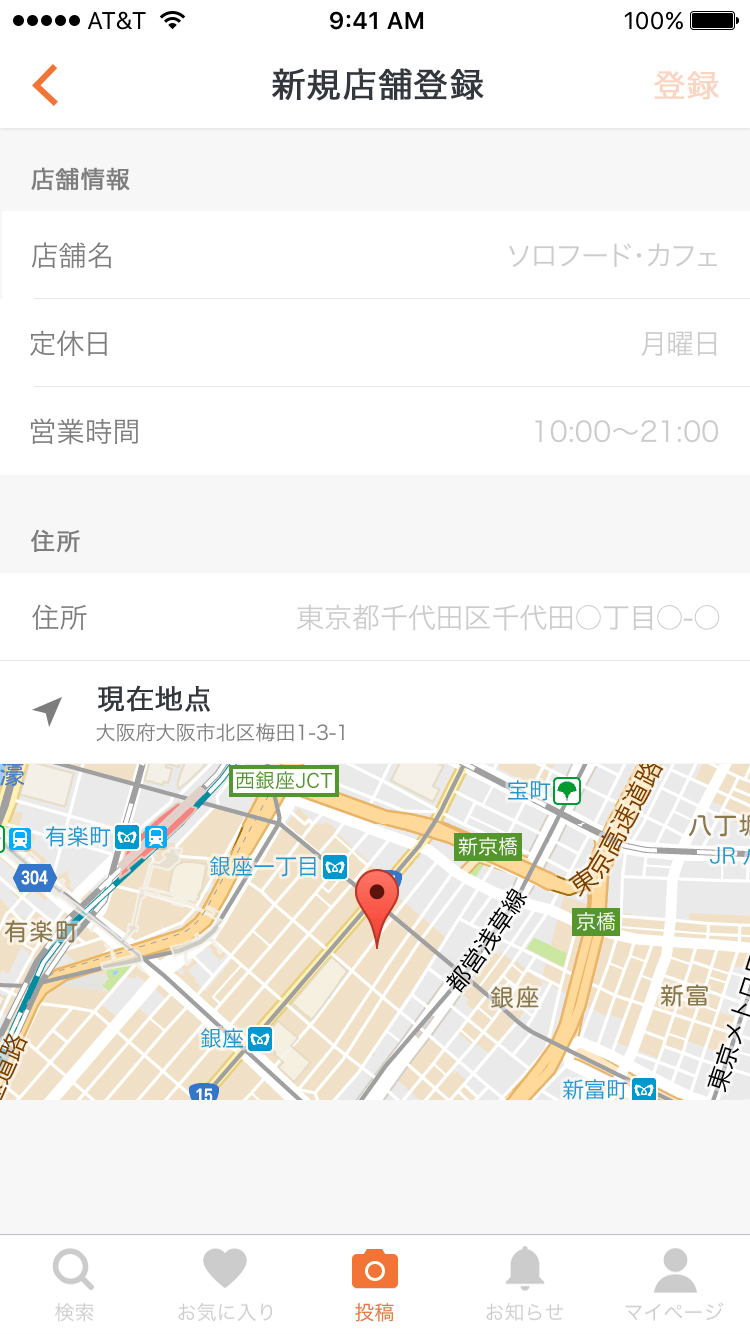 AT&T 9:41 AM 100%
新規店舗登録 登録
店舗情報
店舗名 ソロフード・カフェ
定休日 月曜日
営業時間 10:00〜21:00
住所
住所 東京都千代田区千代田○丁目○-○
現在地点
大阪府大阪市北区梅田1-3-1
濠
西銀座JCT
宝町
東京高速道路
八丁堀
JR
有楽町
新京橋
銀座一丁目
304
京橋
有楽町
都営浅草線
銀座
新富
銀座
東京メトロ
道路
15
新富町
検索 お気に入り 投稿 お知らせ マイページ